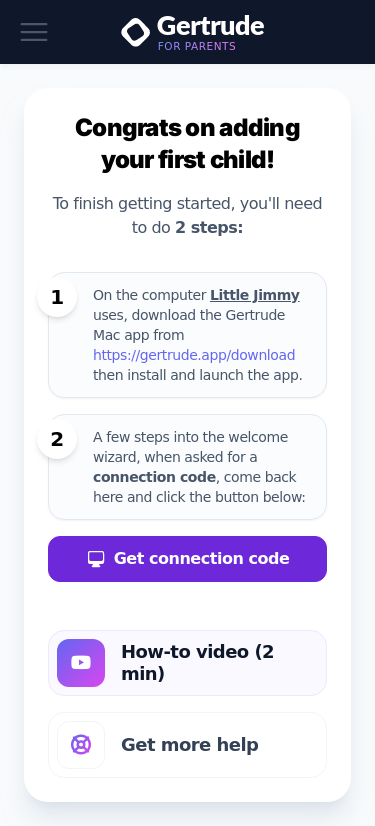 Gertrude
FOR PARENTS
Congrats on adding
your first child!
To finish getting started, you'll need
to do 2 steps:
1
On the computer Little Jimmy
uses, download the Gertrude
Mac app from
https://gertrude.app/download
then install and launch the app.
2
A few steps into the welcome
wizard, when asked for a
connection code, come back
here and click the button below:
Get connection code
How-to video (2
min)
Get more help